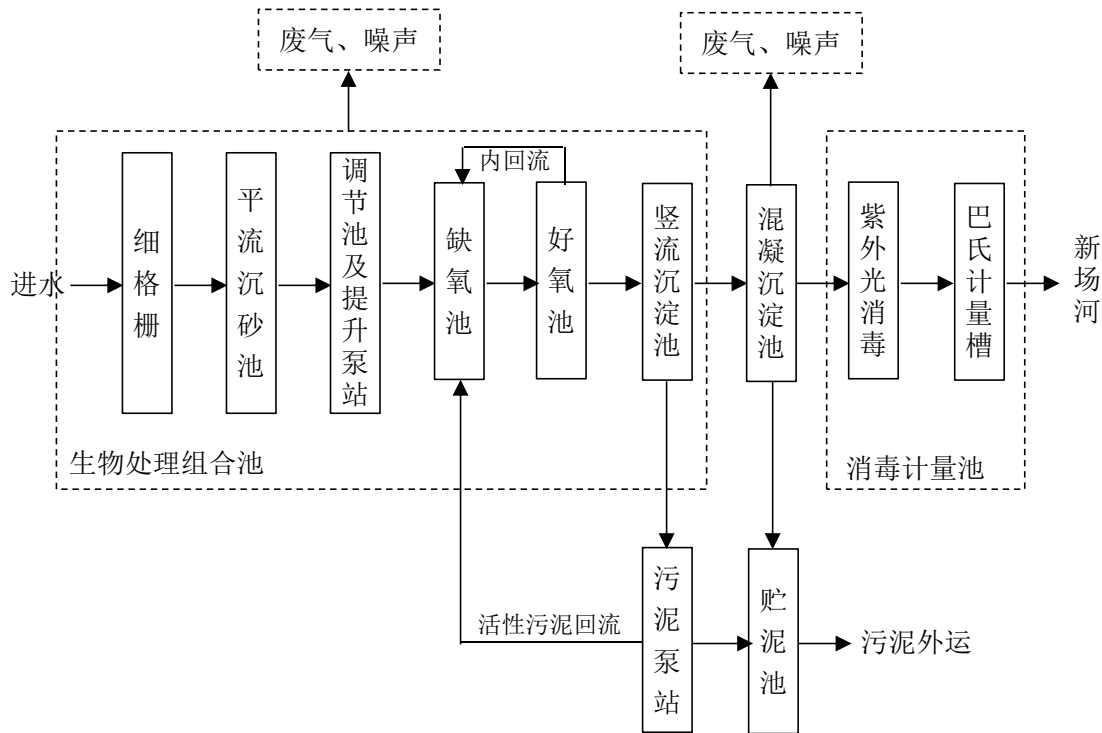 废气、噪声
废气、噪声
内回流
进水
细格栅
平流沉砂池
调节池及提升泵站
缺氧池
好氧池
竖流沉淀池
混凝沉淀池
紫外光消毒
巴氏计量槽
新场河
生物处理组合池
消毒计量池
活性污泥回流
污泥泵站
贮泥池
污泥外运